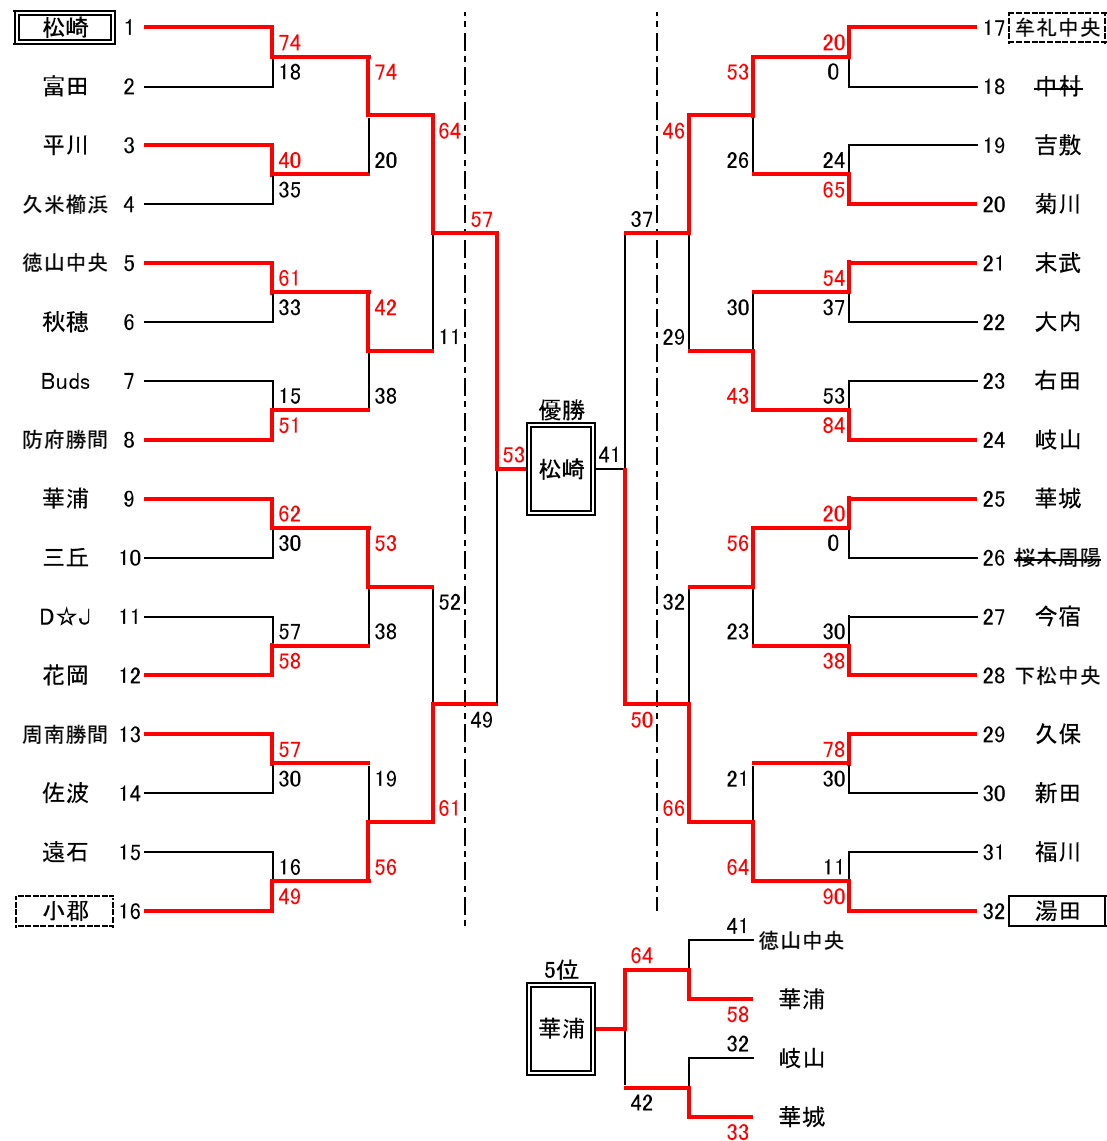 松崎 1
74
18
富田 2
74
平川 3
40
35
20
久米櫛浜 4
64
徳山中央 5
61
33
秋穂 6
42
Buds 7
15
51
38
防府勝間 8
11
57
華浦 9
62
30
三丘 10
53
D☆J 11
57
58
38
花岡 12
52
周南勝間 13
57
30
佐波 14
19
遠石 15
16
49
56
小郡 16
61
49
優勝
松崎
53
41
17 牟礼中央
20
0
18 中村
53
19 吉敷
24
65
26
20 菊川
46
21 末武
54
37
22 大内
30
23 右田
53
84
43
24 岐山
29
37
25 華城
20
0
26 桜木周陽
56
27 今宿
30
38
23
28 下松中央
32
29 久保
78
30
30 新田
21
31 福川
11
90
64
32 湯田
66
50
5位
華浦
64
41 徳山中央
58 華浦
42
32 岐山
33 華城